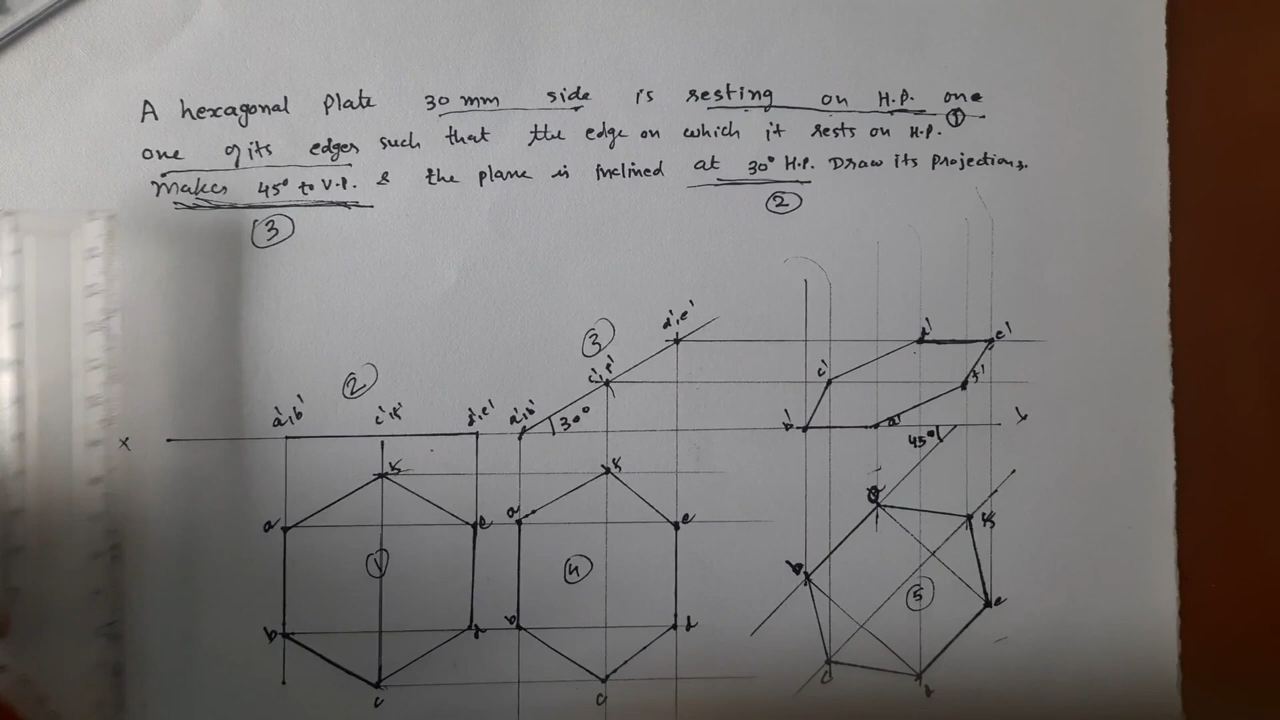 A hexagonal Plate 30 mm side is resting on H.P. one
one of its edges such that the edge on which it rests on H.P. ①
Makes 45° to V.P. & the plane is inclined at 30° H.P. Draw its projections.
③ ②
③ d',e'
② c',f'
a',b' c',f' d',e' a',b' 30°
d' e'
c' f'
X b' a' 45° y
f f
a e a e a f
b ① d b ④ d b ⑤ e
c c c d